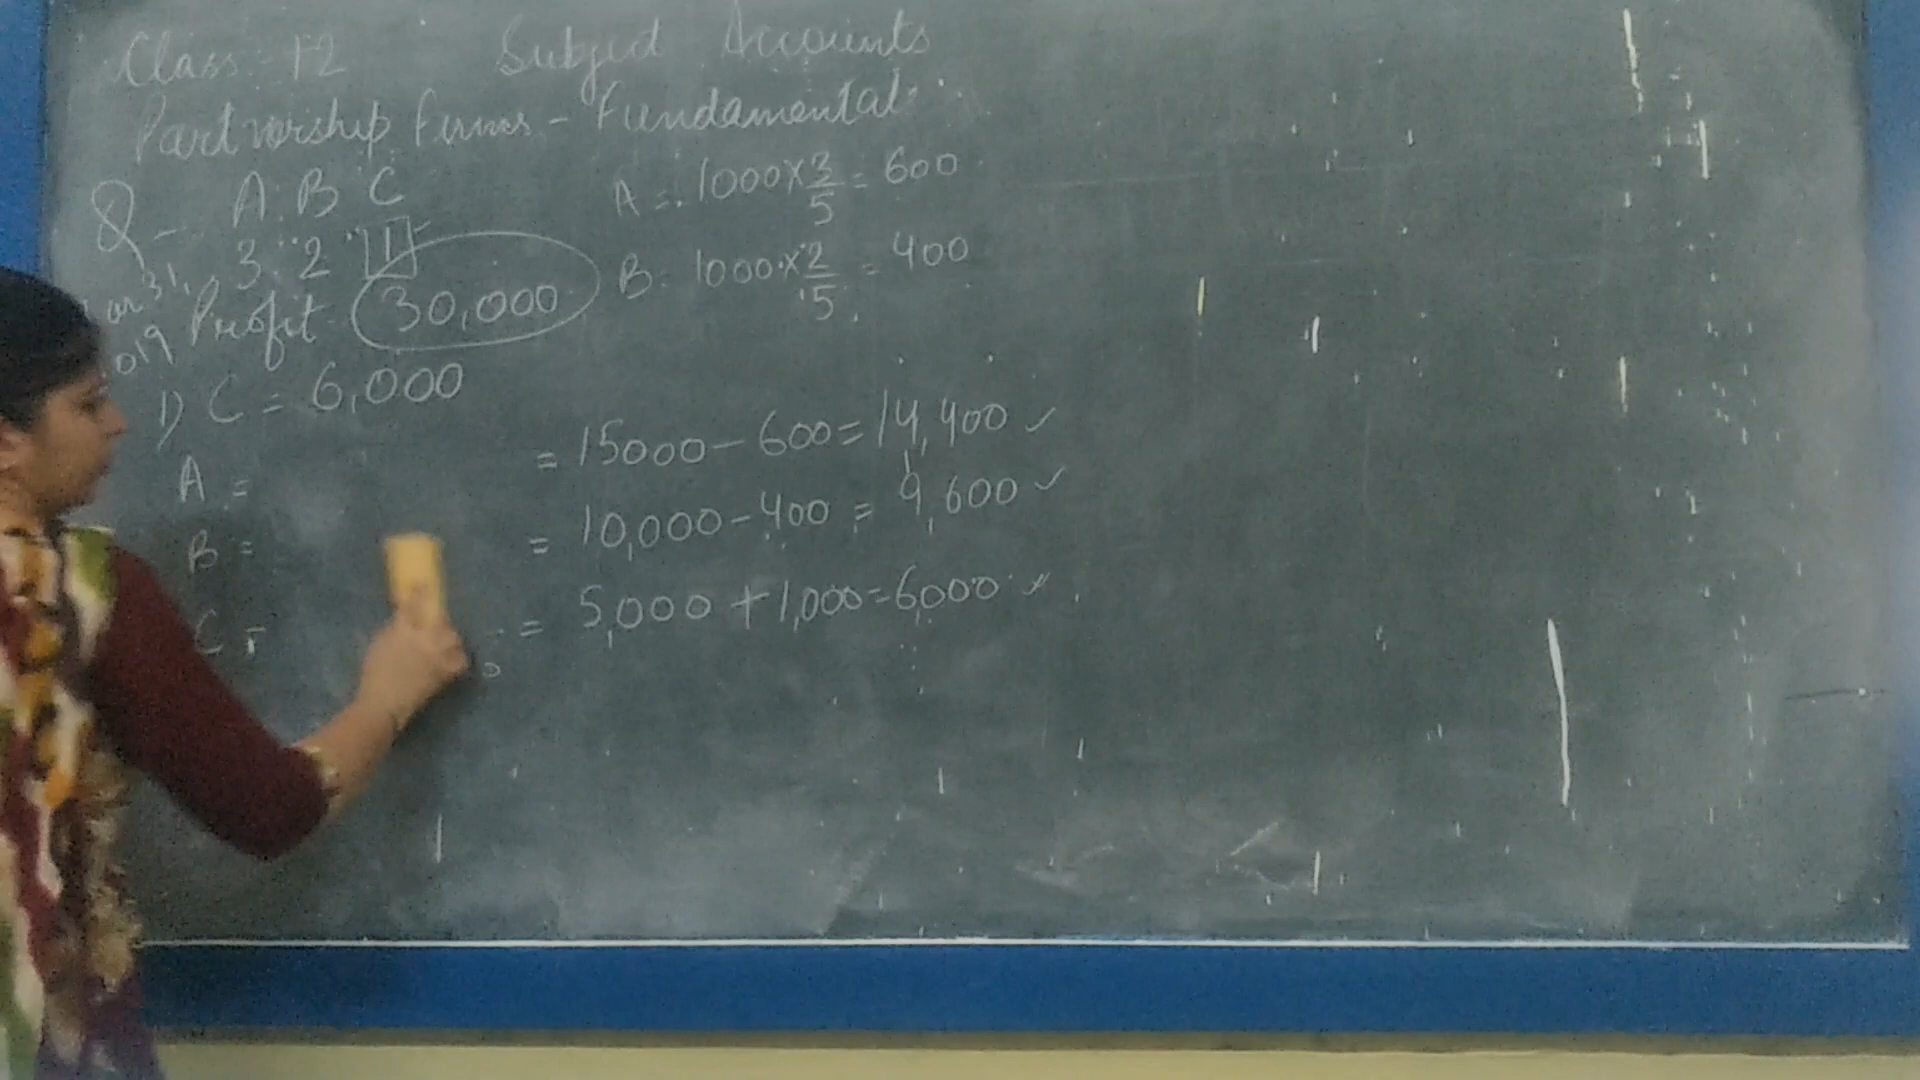 Class:- 12 Subject Accounts
Partnership Firms - Fundamental
Q - A : B : C
3 : 2 : 1
Profit 30,000
1) C = 6,000
A = 1000 × 3/5 = 600
B = 1000 × 2/5 = 400
A = = 15000 - 600 = 14,400 ✓
B = = 10,000 - 400 = 9,600 ✓
C = = 5,000 + 1,000 = 6000